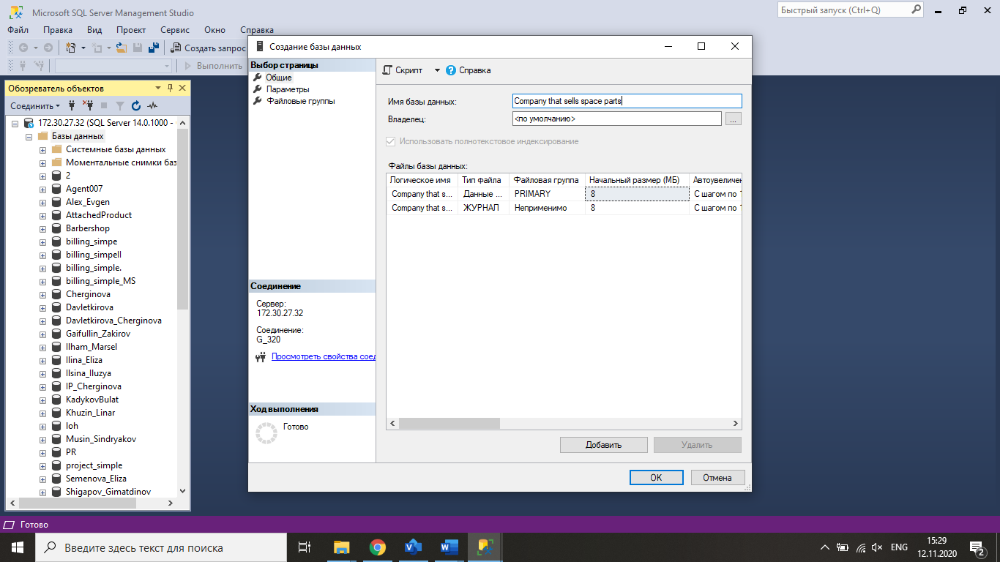 Microsoft SQL Server Management Studio
Быстрый запуск (Ctrl+Q)
Файл Правка Вид Проект Сервис Окно Справка
Создать запрос
Выполнить
Обозреватель объектов
Соединить
172.30.27.32 (SQL Server 14.0.1000 -
Базы данных
Системные базы данных
Моментальные снимки баз
2
Agent007
Alex_Evgen
AttachedProduct
Barbershop
billing_simpe
billing_simpell
billing_simple.
billing_simple_MS
Cherginova
Davletkirova
Davletkirova_Cherginova
Gaifullin_Zakirov
Ilham_Marsel
Ilina_Eliza
Ilsina_Iluzya
IP_Cherginova
KadykovBulat
Khuzin_Linar
loh
Musin_Sindryakov
PR
project_simple
Semenova_Eliza
Shigapov_Gimatdinov
Создание базы данных
Выбор страницы
Общие
Параметры
Файловые группы
Соединение
Сервер:
172.30.27.32
Соединение:
G_320
Просмотреть свойства соед
Ход выполнения
Готово
Скрипт Справка
Имя базы данных: Company that sells space parts
Владелец: <по умолчанию> ...
Использовать полнотекстовое индексирование
Файлы базы данных:
Логическое имя Тип файла Файловая группа Начальный размер (МБ) Автоувеличен
Company that s... Данные ... PRIMARY 8 С шагом по 1
Company that s... ЖУРНАЛ Неприменимо 8 С шагом по 1
Добавить Удалить
OK Отмена
Готово
Введите здесь текст для поиска
ENG
15:29
12.11.2020
2